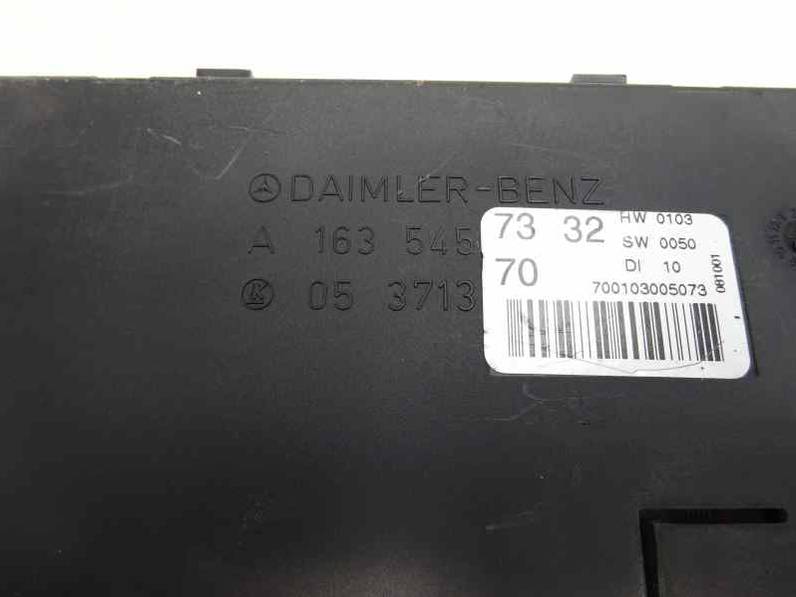 DAIMLER-BENZ
A 163 545 73 32
05 3713 70
HW 0103
SW 0050
DI 10
700103005073
081001